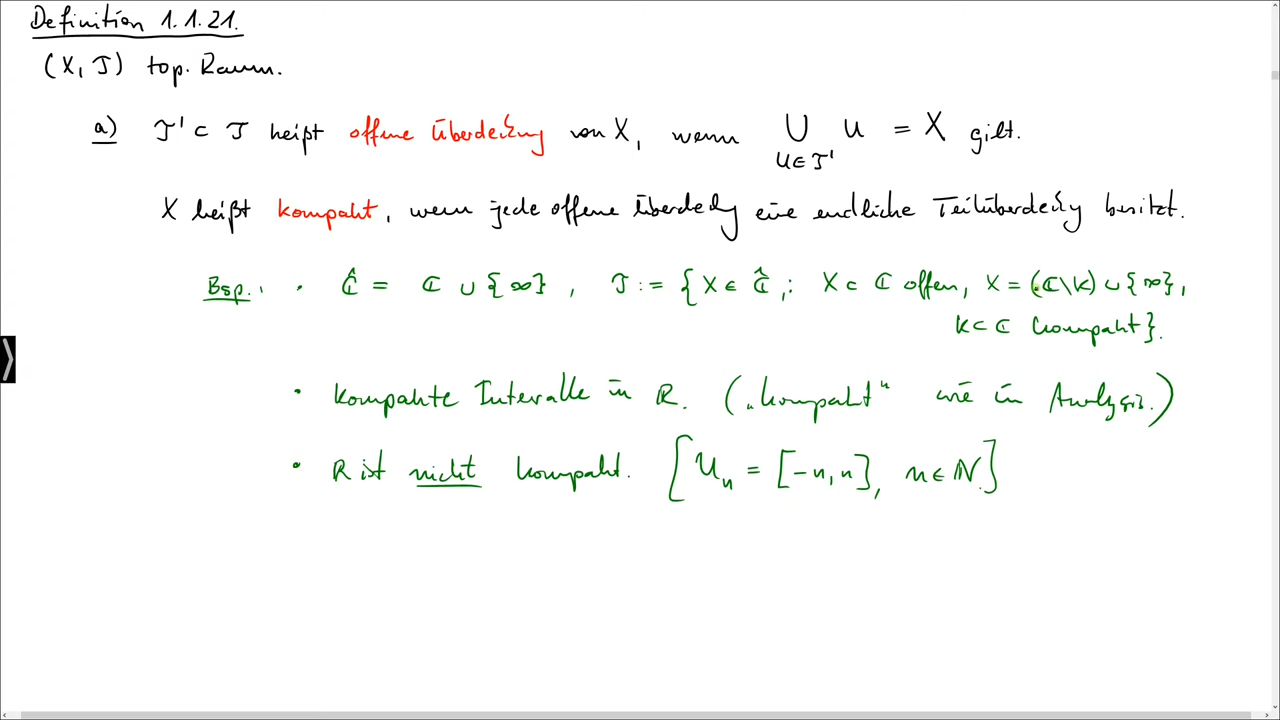 Definition 1.1.21.
(X, T) top. Raum.
a) T' ⊂ T heißt offene Überdeckung von X, wenn ⋃_{U∈T'} U = X gilt.
X heißt kompakt, wenn jede offene Überdeckung eine endliche Teilüberdeckung besitzt.
Bsp.: • Ĉ = ℂ ∪ {∞}, T := {X ∈ Ĉ; : X ⊂ ℂ offen, X = (ℂ\K) ∪ {∞},
K ⊂ ℂ kompakt}.
• kompakte Intervalle in ℝ. („kompakt" wie in Analysis.)
• ℝ ist nicht kompakt. [U_n = [-n, n], n ∈ ℕ.]